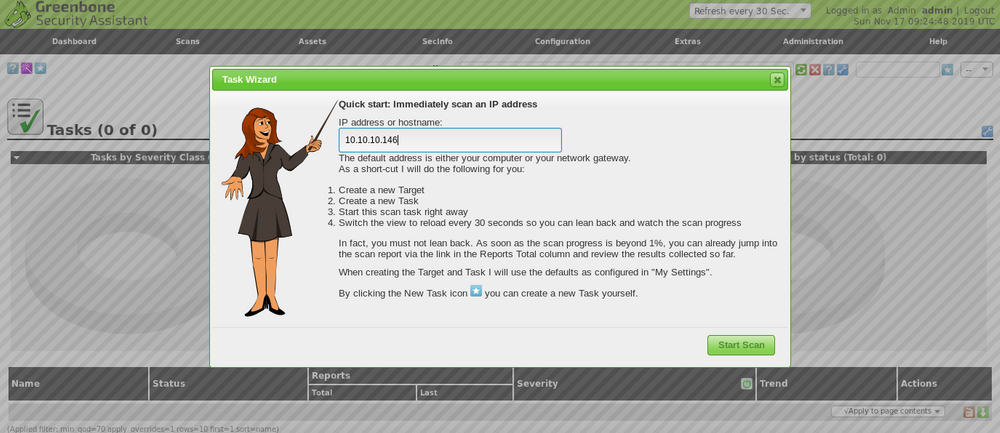 Greenbone
Security Assistant
Refresh every 30 Sec.
Logged in as Admin admin | Logout
Sun Nov 17 09:24:48 2019 UTC
Dashboard Scans Assets SecInfo Configuration Extras Administration Help
Task Wizard
Quick start: Immediately scan an IP address
IP address or hostname:
10.10.10.146
The default address is either your computer or your network gateway.
As a short-cut I will do the following for you:
1. Create a new Target
2. Create a new Task
3. Start this scan task right away
4. Switch the view to reload every 30 seconds so you can lean back and watch the scan progress
In fact, you must not lean back. As soon as the scan progress is beyond 1%, you can already jump into
the scan report via the link in the Reports Total column and review the results collected so far.
When creating the Target and Task I will use the defaults as configured in "My Settings".
By clicking the New Task icon you can create a new Task yourself.
Start Scan
--
Tasks (0 of 0)
Tasks by Severity Class (
by status (Total: 0)
Name Status Reports Severity Trend Actions
Total Last
√Apply to page contents
(Applied filter: min_qod=70 apply_overrides=1 rows=10 first=1 sort=name)